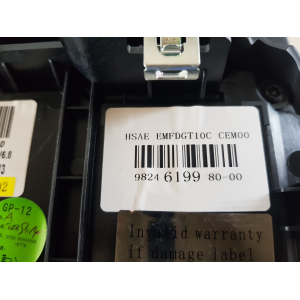 HSAE EMFDGT10C CEM00
9824 6199 80-00
GP-12
Invalid warranty
if damage label